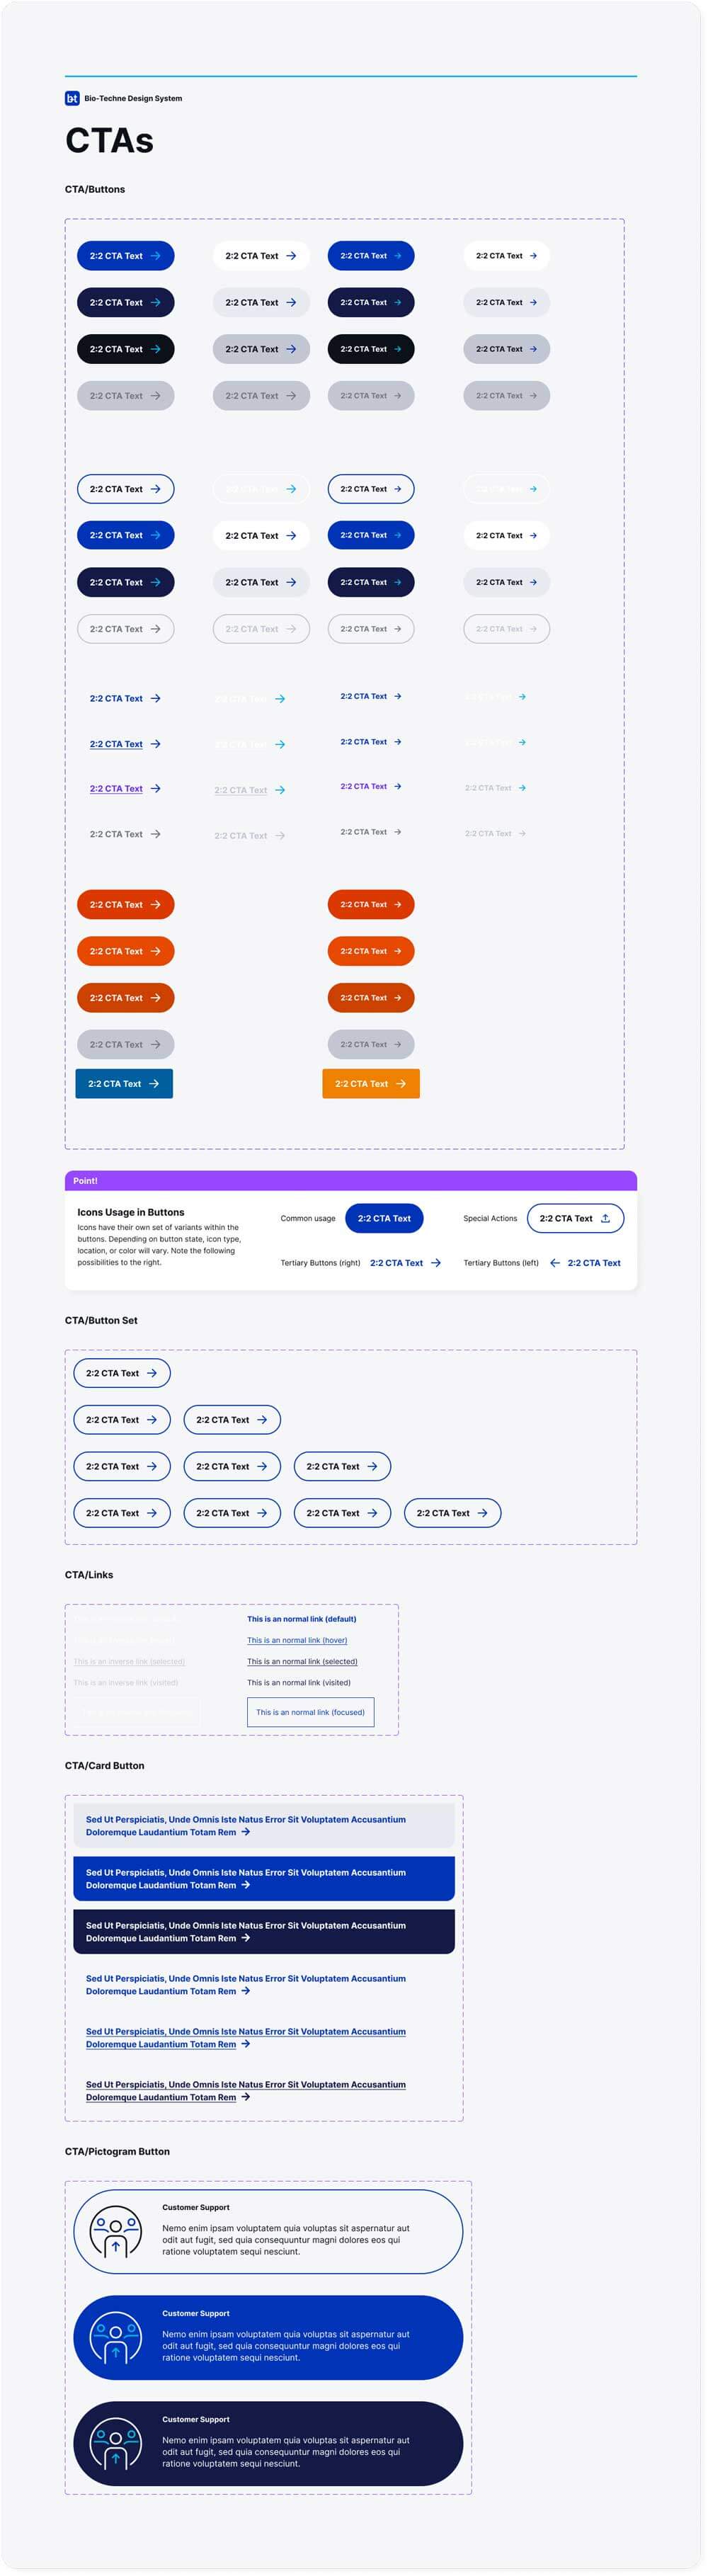 bt Bio-Techne Design System
CTAs
CTA/Buttons
2:2 CTA Text 2:2 CTA Text 2:2 CTA Text 2:2 CTA Text
2:2 CTA Text 2:2 CTA Text 2:2 CTA Text 2:2 CTA Text
2:2 CTA Text 2:2 CTA Text 2:2 CTA Text 2:2 CTA Text
2:2 CTA Text 2:2 CTA Text 2:2 CTA Text 2:2 CTA Text
2:2 CTA Text 2:2 CTA Text 2:2 CTA Text 2:2 CTA Text
2:2 CTA Text 2:2 CTA Text 2:2 CTA Text 2:2 CTA Text
2:2 CTA Text 2:2 CTA Text 2:2 CTA Text 2:2 CTA Text
2:2 CTA Text 2:2 CTA Text 2:2 CTA Text 2:2 CTA Text
2:2 CTA Text 2:2 CTA Text 2:2 CTA Text 2:2 CTA Text
2:2 CTA Text 2:2 CTA Text 2:2 CTA Text 2:2 CTA Text
2:2 CTA Text 2:2 CTA Text 2:2 CTA Text 2:2 CTA Text
2:2 CTA Text 2:2 CTA Text 2:2 CTA Text 2:2 CTA Text
2:2 CTA Text 2:2 CTA Text
2:2 CTA Text 2:2 CTA Text
2:2 CTA Text 2:2 CTA Text
2:2 CTA Text 2:2 CTA Text
2:2 CTA Text 2:2 CTA Text
Point!
Icons Usage in Buttons
Icons have their own set of variants within the
buttons. Depending on button state, icon type,
location, or color will vary. Note the following
possibilities to the right.
Common usage 2:2 CTA Text Special Actions 2:2 CTA Text
Tertiary Buttons (right) 2:2 CTA Text Tertiary Buttons (left) 2:2 CTA Text
CTA/Button Set
2:2 CTA Text
2:2 CTA Text 2:2 CTA Text
2:2 CTA Text 2:2 CTA Text 2:2 CTA Text
2:2 CTA Text 2:2 CTA Text 2:2 CTA Text 2:2 CTA Text
CTA/Links
This is an normal link (default)
This is an normal link (hover)
This is an inverse link (selected) This is an normal link (selected)
This is an inverse link (visited) This is an normal link (visited)
This is an normal link (focused)
CTA/Card Button
Sed Ut Perspiciatis, Unde Omnis Iste Natus Error Sit Voluptatem Accusantium
Doloremque Laudantium Totam Rem
Sed Ut Perspiciatis, Unde Omnis Iste Natus Error Sit Voluptatem Accusantium
Doloremque Laudantium Totam Rem
Sed Ut Perspiciatis, Unde Omnis Iste Natus Error Sit Voluptatem Accusantium
Doloremque Laudantium Totam Rem
Sed Ut Perspiciatis, Unde Omnis Iste Natus Error Sit Voluptatem Accusantium
Doloremque Laudantium Totam Rem
Sed Ut Perspiciatis, Unde Omnis Iste Natus Error Sit Voluptatem Accusantium
Doloremque Laudantium Totam Rem
Sed Ut Perspiciatis, Unde Omnis Iste Natus Error Sit Voluptatem Accusantium
Doloremque Laudantium Totam Rem
CTA/Pictogram Button
Customer Support
Nemo enim ipsam voluptatem quia voluptas sit aspernatur aut
odit aut fugit, sed quia consequuntur magni dolores eos qui
ratione voluptatem sequi nesciunt.
Customer Support
Nemo enim ipsam voluptatem quia voluptas sit aspernatur aut
odit aut fugit, sed quia consequuntur magni dolores eos qui
ratione voluptatem sequi nesciunt.
Customer Support
Nemo enim ipsam voluptatem quia voluptas sit aspernatur aut
odit aut fugit, sed quia consequuntur magni dolores eos qui
ratione voluptatem sequi nesciunt.